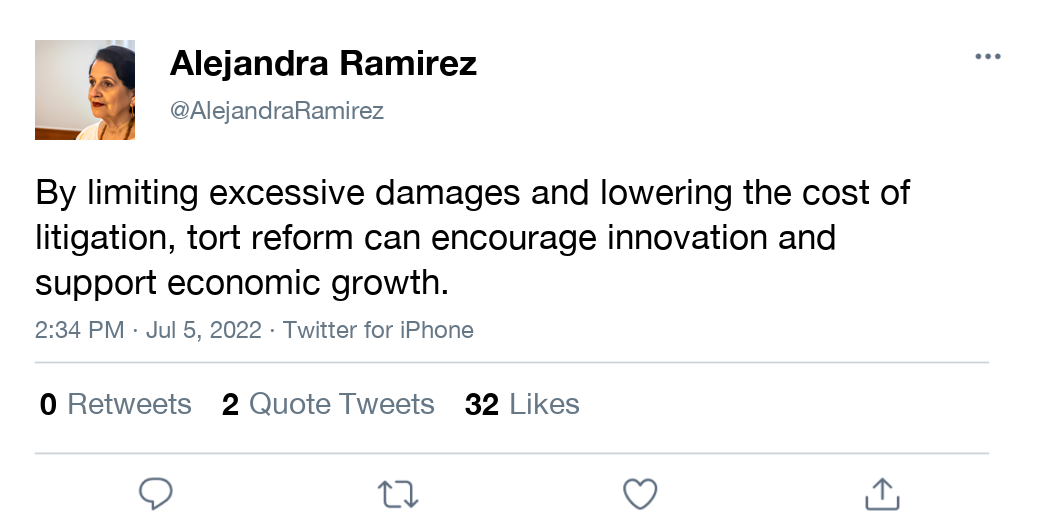 Alejandra Ramirez
@AlejandraRamirez
By limiting excessive damages and lowering the cost of
litigation, tort reform can encourage innovation and
support economic growth.
2:34 PM · Jul 5, 2022 · Twitter for iPhone
0 Retweets 2 Quote Tweets 32 Likes